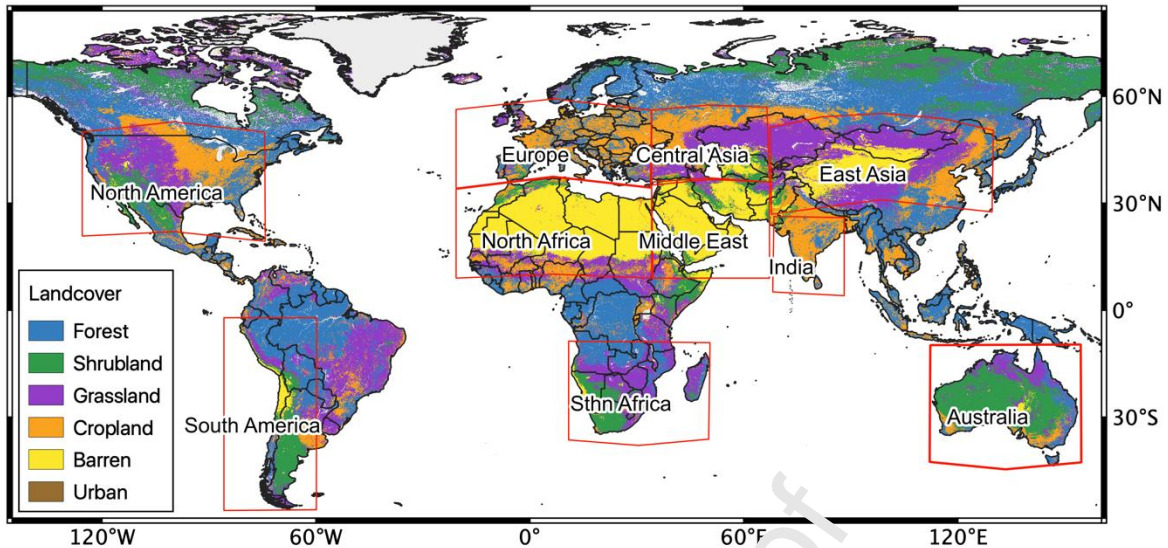 60°N
Europe
Central Asia
East Asia
North America
30°N
North Africa
Middle East
India
Landcover
Forest
Shrubland
Grassland
Cropland
Barren
Urban
0°
South America
Sthn Africa
Australia
30°S
120°W
60°W
0°
60°E
120°E
of